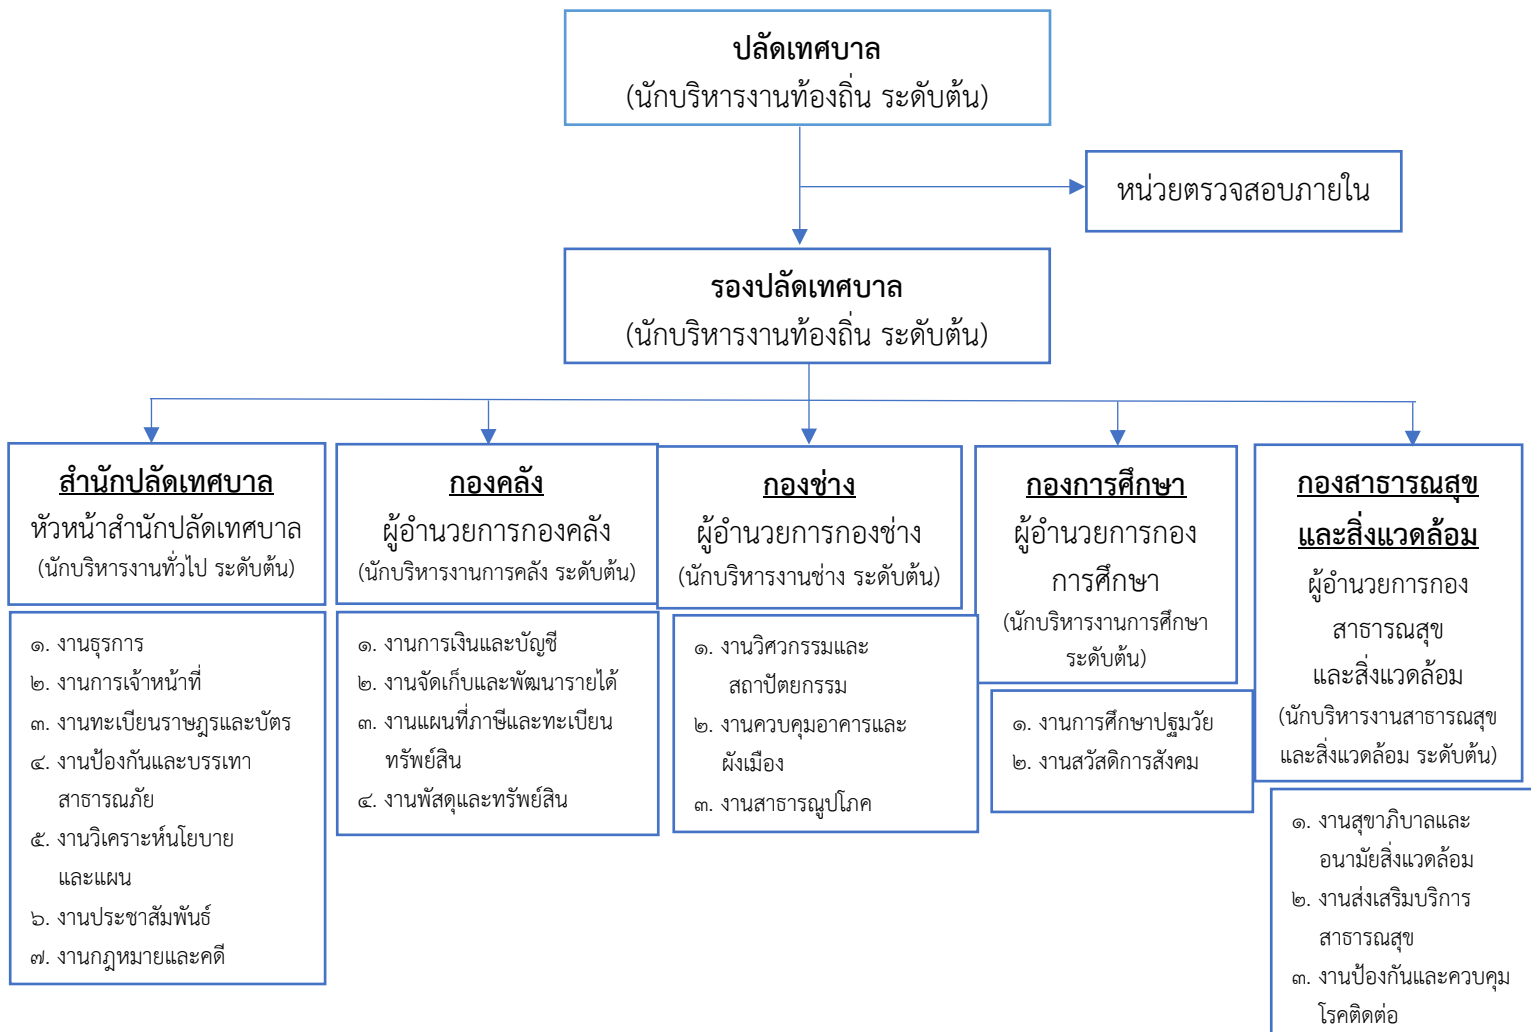 ปลัดเทศบาล
(นักบริหารงานท้องถิ่น ระดับต้น)
หน่วยตรวจสอบภายใน
รองปลัดเทศบาล
(นักบริหารงานท้องถิ่น ระดับต้น)
สำนักปลัดเทศบาล
หัวหน้าสำนักปลัดเทศบาล
(นักบริหารงานทั่วไป ระดับต้น)
๑. งานธุรการ
๒. งานการเจ้าหน้าที่
๓. งานทะเบียนราษฎรและบัตร
๔. งานป้องกันและบรรเทา
สาธารณภัย
๕. งานวิเคราะห์นโยบาย
และแผน
๖. งานประชาสัมพันธ์
๗. งานกฎหมายและคดี
กองคลัง
ผู้อำนวยการกองคลัง
(นักบริหารงานการคลัง ระดับต้น)
๑. งานการเงินและบัญชี
๒. งานจัดเก็บและพัฒนารายได้
๓. งานแผนที่ภาษีและทะเบียน
ทรัพย์สิน
๔. งานพัสดุและทรัพย์สิน
กองช่าง
ผู้อำนวยการกองช่าง
(นักบริหารงานช่าง ระดับต้น)
๑. งานวิศวกรรมและ
สถาปัตยกรรม
๒. งานควบคุมอาคารและ
ผังเมือง
๓. งานสาธารณูปโภค
กองการศึกษา
ผู้อำนวยการกอง
การศึกษา
(นักบริหารงานการศึกษา
ระดับต้น)
๑. งานการศึกษาปฐมวัย
๒. งานสวัสดิการสังคม
กองสาธารณสุข
และสิ่งแวดล้อม
ผู้อำนวยการกอง
สาธารณสุข
และสิ่งแวดล้อม
(นักบริหารงานสาธารณสุข
และสิ่งแวดล้อม ระดับต้น)
๑. งานสุขาภิบาลและ
อนามัยสิ่งแวดล้อม
๒. งานส่งเสริมบริการ
สาธารณสุข
๓. งานป้องกันและควบคุม
โรคติดต่อ